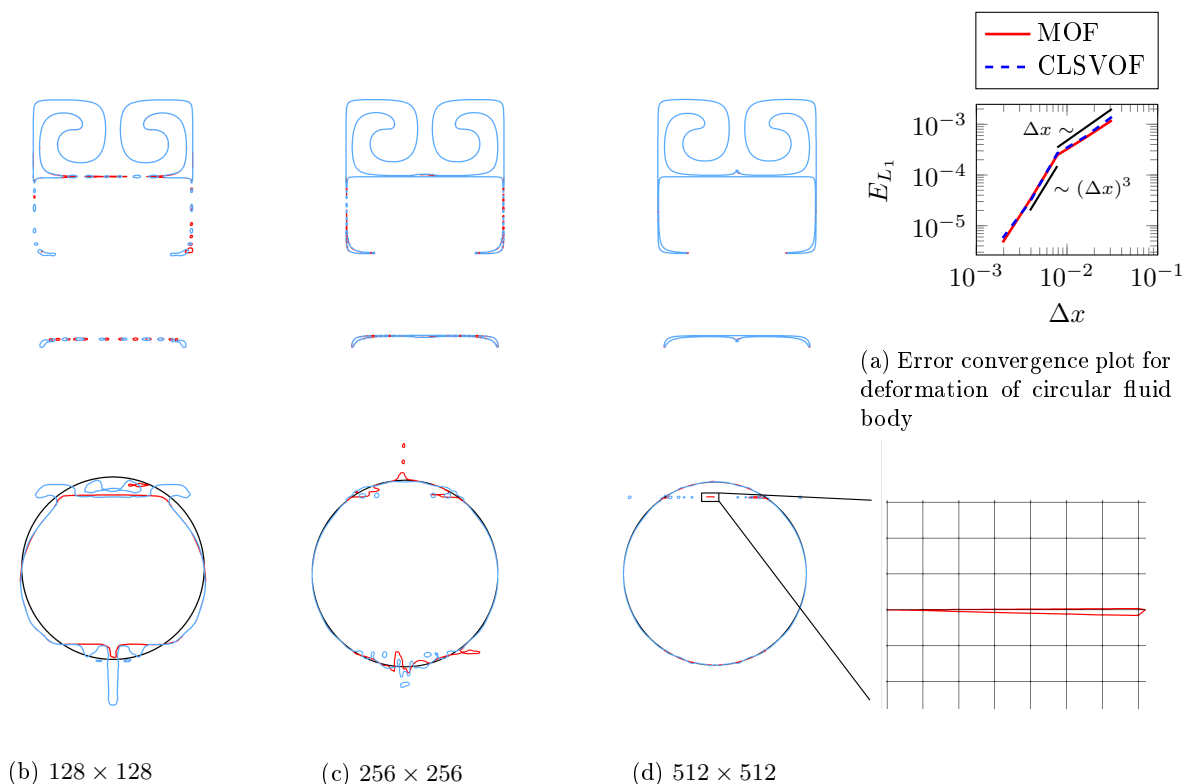 MOF
CLSVOF
10⁻³
10⁻⁴
10⁻⁵
E_{L₁}
Δx ∼
∼ (Δx)³
10⁻³
10⁻²
10⁻¹
Δx
(a) Error convergence plot for
deformation of circular fluid
body
(b) 128 × 128
(c) 256 × 256
(d) 512 × 512